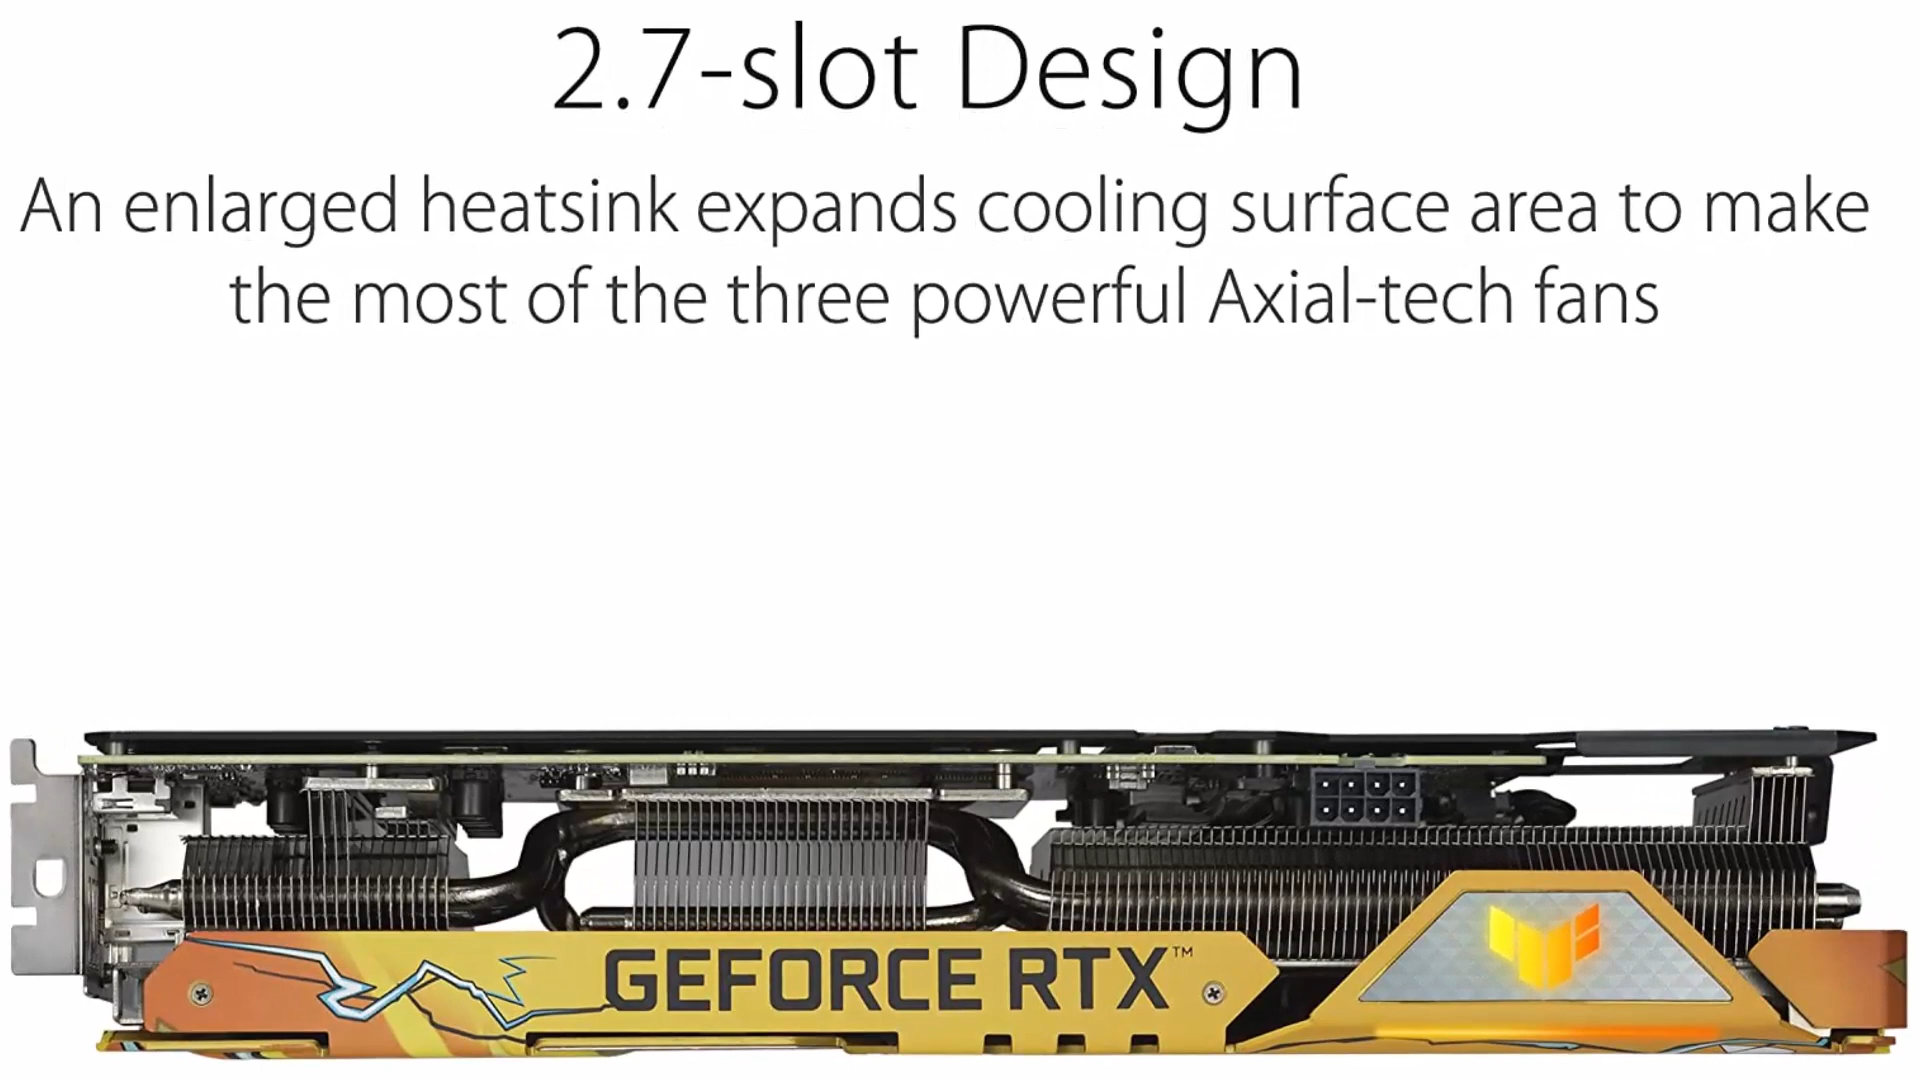 2.7-slot Design
An enlarged heatsink expands cooling surface area to make
the most of the three powerful Axial-tech fans
GEFORCE RTX™